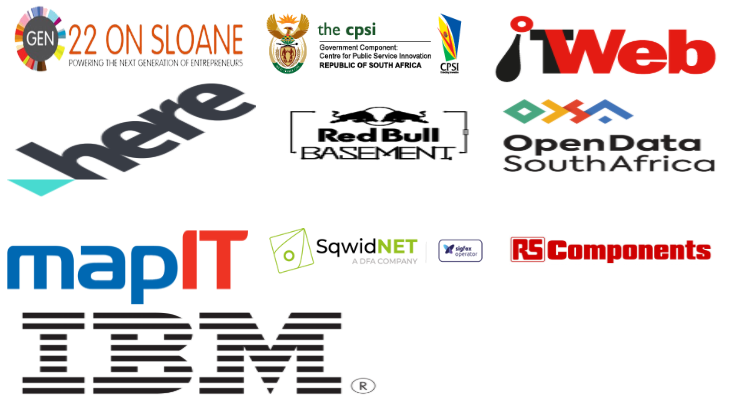 GEN 22 ON SLOANE
POWERING THE NEXT GENERATION OF ENTREPRENEURS
the cpsi
Government Component:
Centre for Public Service Innovation
REPUBLIC OF SOUTH AFRICA
CPSI
iTWeb
here
Red Bull
BASEMENT
OpenData
SouthAfrica
mapIT
SqwidNET
A DFA COMPANY
sigfox
operator
RS Components
IBM ®